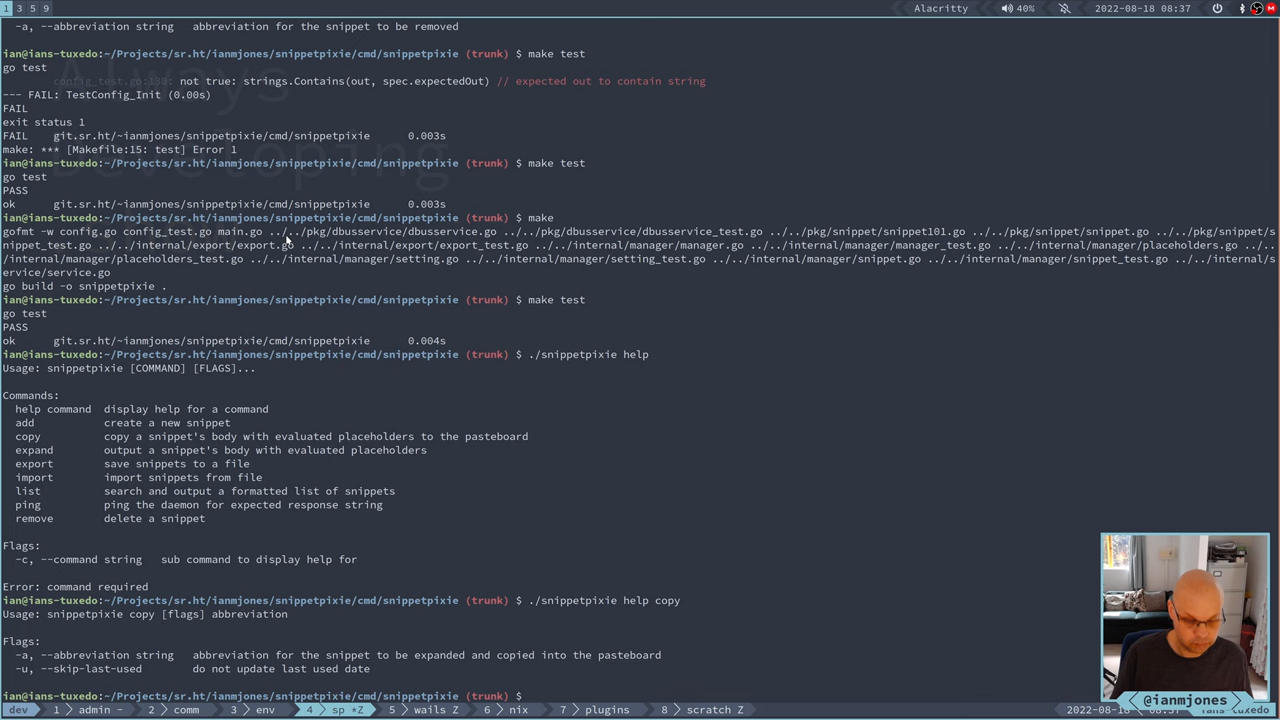 1 3 5 9 Alacritty 40% 2022-08-18 08:37
-a, --abbreviation string abbreviation for the snippet to be removed
ian@ians-tuxedo:~/Projects/sr.ht/ianmjones/snippetpixie/cmd/snippetpixie (trunk) $ make test
go test
config_test.go:130: not true: strings.Contains(out, spec.expectedOut) // expected out to contain string
--- FAIL: TestConfig_Init (0.00s)
FAIL
exit status 1
FAIL git.sr.ht/~ianmjones/snippetpixie/cmd/snippetpixie 0.003s
make: *** [Makefile:15: test] Error 1
ian@ians-tuxedo:~/Projects/sr.ht/ianmjones/snippetpixie/cmd/snippetpixie (trunk) $ make test
go test
PASS
ok git.sr.ht/~ianmjones/snippetpixie/cmd/snippetpixie 0.003s
ian@ians-tuxedo:~/Projects/sr.ht/ianmjones/snippetpixie/cmd/snippetpixie (trunk) $ make
gofmt -w config.go config_test.go main.go ../../pkg/dbusservice/dbusservice.go ../../pkg/dbusservice/dbusservice_test.go ../../pkg/snippet/snippet101.go ../../pkg/snippet/snippet.go ../../pkg/snippet/s
nippet_test.go ../../internal/export/export.go ../../internal/export/export_test.go ../../internal/manager/manager.go ../../internal/manager/manager_test.go ../../internal/manager/placeholders.go ../..
/internal/manager/placeholders_test.go ../../internal/manager/setting.go ../../internal/manager/setting_test.go ../../internal/manager/snippet.go ../../internal/manager/snippet_test.go ../../internal/s
ervice/service.go
go build -o snippetpixie .
ian@ians-tuxedo:~/Projects/sr.ht/ianmjones/snippetpixie/cmd/snippetpixie (trunk) $ make test
go test
PASS
ok git.sr.ht/~ianmjones/snippetpixie/cmd/snippetpixie 0.004s
ian@ians-tuxedo:~/Projects/sr.ht/ianmjones/snippetpixie/cmd/snippetpixie (trunk) $ ./snippetpixie help
Usage: snippetpixie [COMMAND] [FLAGS]...
Commands:
help command display help for a command
add create a new snippet
copy copy a snippet's body with evaluated placeholders to the pasteboard
expand output a snippet's body with evaluated placeholders
export save snippets to a file
import import snippets from file
list search and output a formatted list of snippets
ping ping the daemon for expected response string
remove delete a snippet
Flags:
-c, --command string sub command to display help for
Error: command required
ian@ians-tuxedo:~/Projects/sr.ht/ianmjones/snippetpixie/cmd/snippetpixie (trunk) $ ./snippetpixie help copy
Usage: snippetpixie copy [flags] abbreviation
Flags:
-a, --abbreviation string abbreviation for the snippet to be expanded and copied into the pasteboard
-u, --skip-last-used do not update last used date
ian@ians-tuxedo:~/Projects/sr.ht/ianmjones/snippetpixie/cmd/snippetpixie (trunk) $
dev 1 admin - 2 comm 3 env 4 sp *Z 5 wails Z 6 nix 7 plugins 8 scratch Z
@ianmjones
Always
Developing